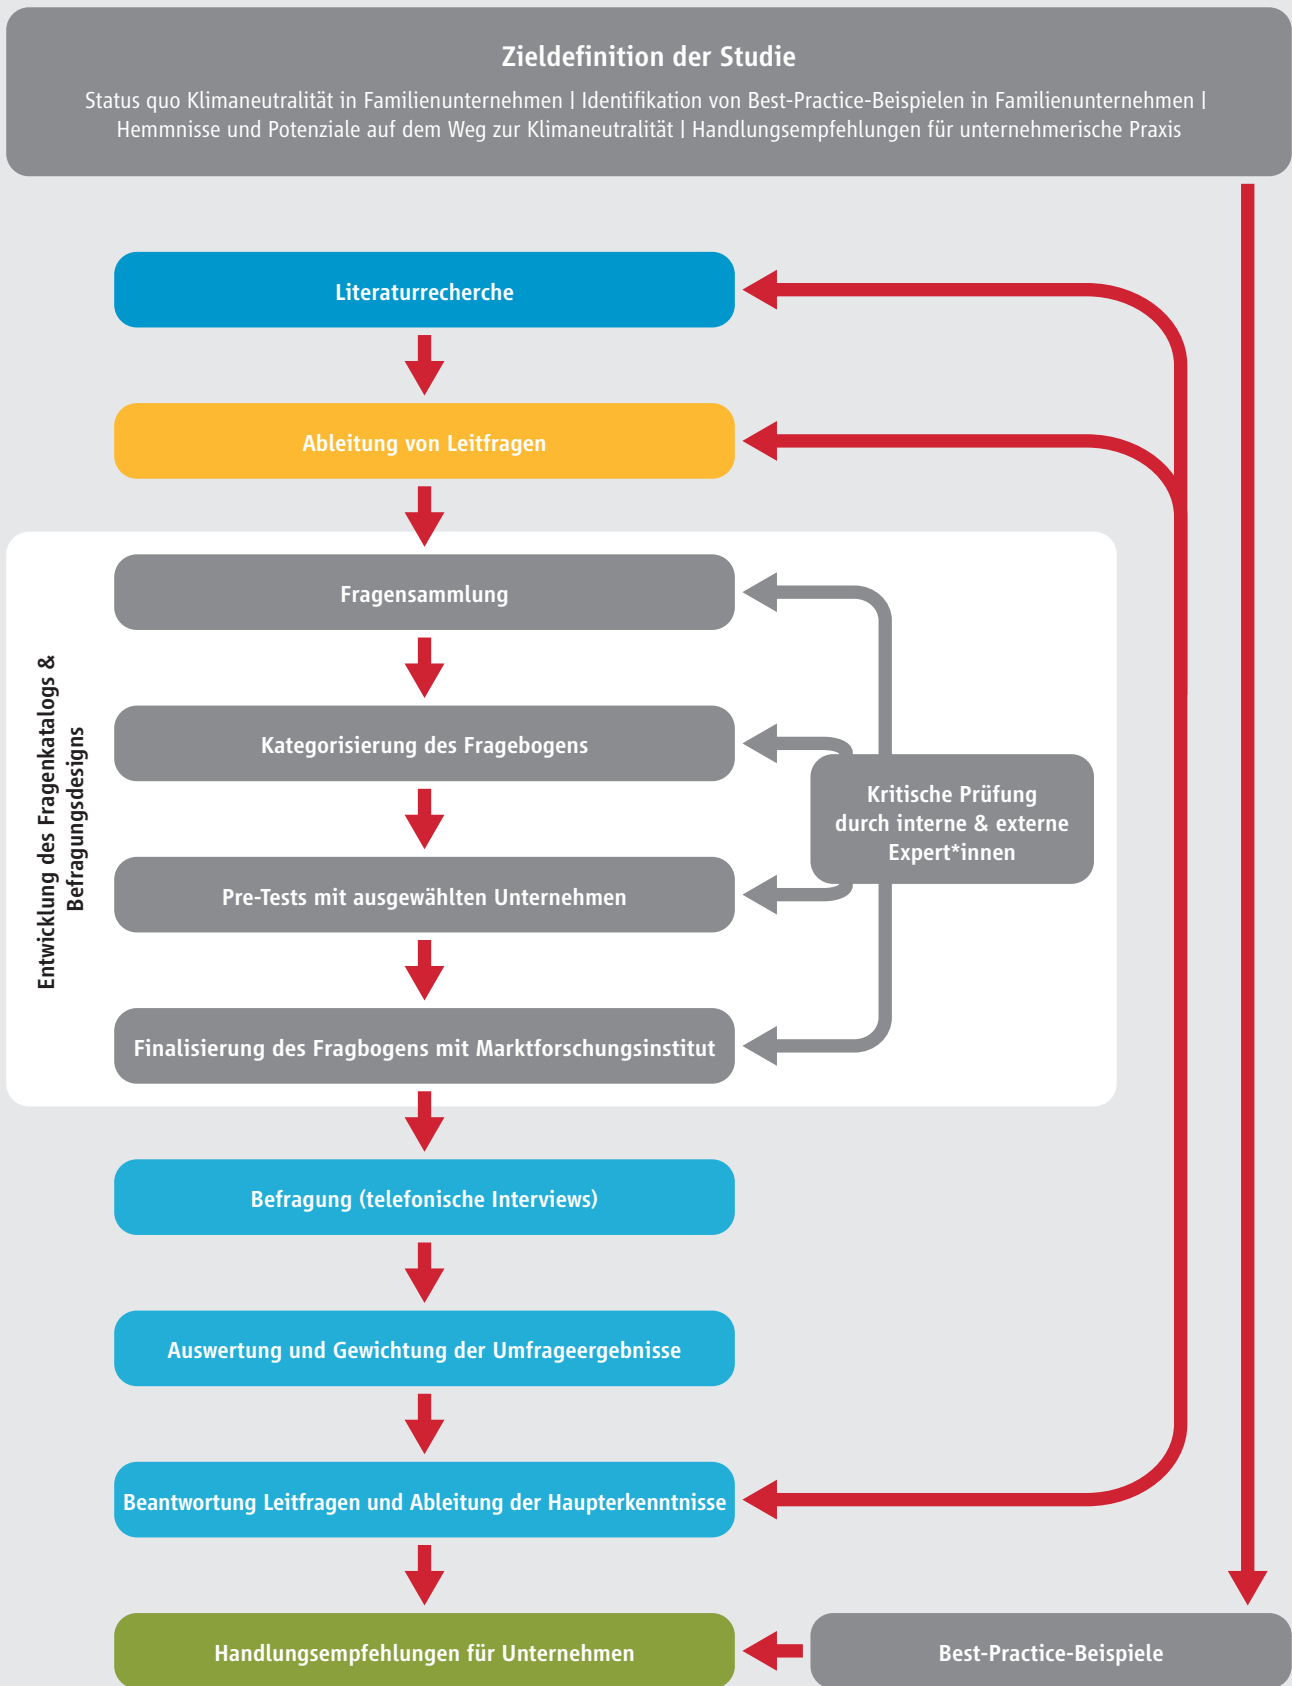 Zieldefinition der Studie
Status quo Klimaneutralität in Familienunternehmen | Identifikation von Best-Practice-Beispielen in Familienunternehmen |
Hemmnisse und Potenziale auf dem Weg zur Klimaneutralität | Handlungsempfehlungen für unternehmerische Praxis
Literaturrecherche
Ableitung von Leitfragen
Entwicklung des Fragenkatalogs &
Befragungsdesigns
Fragensammlung
Kategorisierung des Fragebogens
Kritische Prüfung
durch interne & externe
Expert*innen
Pre-Tests mit ausgewählten Unternehmen
Finalisierung des Fragbogens mit Marktforschungsinstitut
Befragung (telefonische Interviews)
Auswertung und Gewichtung der Umfrageergebnisse
Beantwortung Leitfragen und Ableitung der Haupterkenntnisse
Handlungsempfehlungen für Unternehmen
Best-Practice-Beispiele